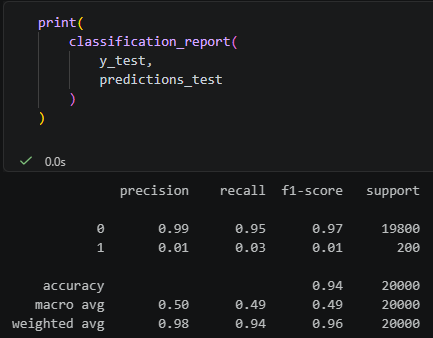 print(
classification_report(
y_test,
predictions_test
)
)
0.0s
precision recall f1-score support
0 0.99 0.95 0.97 19800
1 0.01 0.03 0.01 200
accuracy 0.94 20000
macro avg 0.50 0.49 0.49 20000
weighted avg 0.98 0.94 0.96 20000